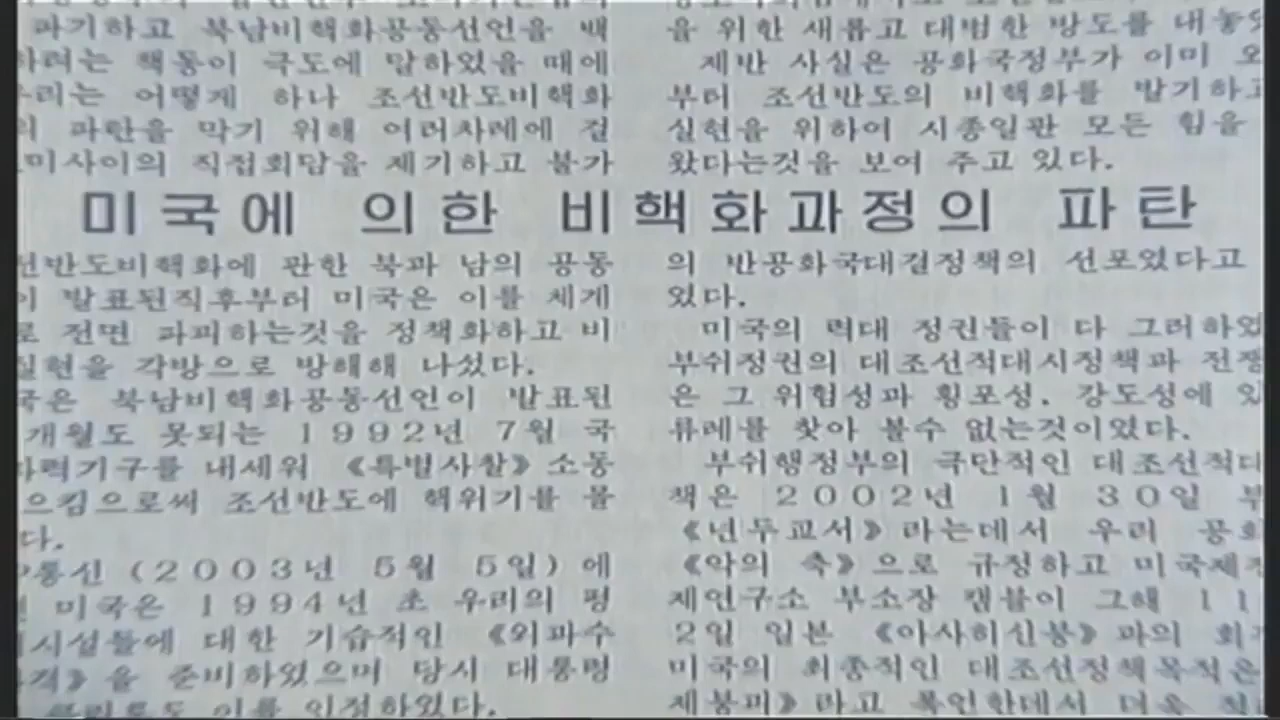 파기하고 북남비핵화공동선언을 백
하려는 책동이 극도에 달하였을 때에
우리는 어떻게 하나 조선반도비핵화
의 파탄을 막기 위해 여러차례에 걸
미사이의 직접회담을 제기하고 불가
을 위한 새롭고 대범한 방도를 내놓
제반 사실은 공화국정부가 이미
부터 조선반도의 비핵화를 발기하고
실현을 위하여 시종일관 모든 힘을
왔다는것을 보여 주고 있다.
미국에 의한 비핵화과정의 파탄
선반도비핵화에 관한 북과 남의 공동
이 발표된직후부터 미국은 이를 체계
로 전면 파괴하는것을 정책화하고 비
실현을 각방으로 방해해 나섰다.
국은 북남비핵화공동선언이 발표된
개월도 못되는 1992년 7월 국
력기구를 내세워 《특별사찰》 소동
으킴으로써 조선반도에 핵위기를 몰
다.
통신 (2003년 5월 5일) 에
미국은 1994년 초 우리의 평
시설들에 대한 기습적인 《외파수
격》을 준비하였으며 당시 대통령
클린톤도 이를 인정하였다.
의 반공화국대결정책의 선포였다고
있다.
미국의 력대 정권들이 다 그러하였
부쉬정권의 대조선적대시정책과 전쟁
은 그 위험성과 횡포성, 강도성에 있
류례를 찾아 볼수 없는것이였다.
부쉬행정부의 극단적인 대조선적대
책은 2002년 1월 30일 부
《년두교서》라는데서 우리 공화
《악의 축》으로 규정하고 미국제
제연구소 부소장 캠블이 그해 11
2일 일본 《아사히신붕》과의 회
미국의 최종적인 대조선정책목적은
제붕괴》라고 폭인한데서 더욱